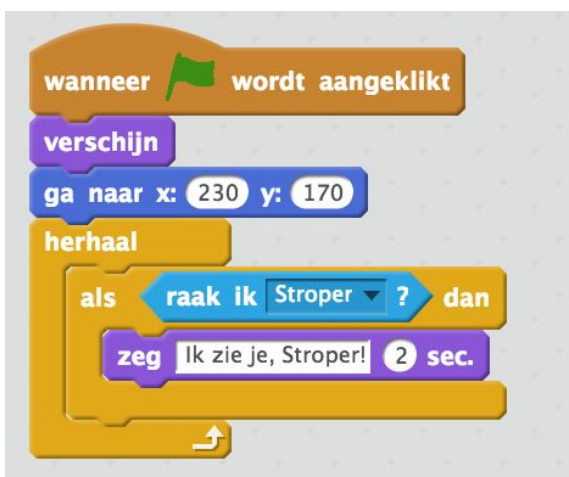 wanneer wordt aangeklikt
verschijn
ga naar x: 230 y: 170
herhaal
als raak ik Stroper ? dan
zeg Ik zie je, Stroper! 2 sec.